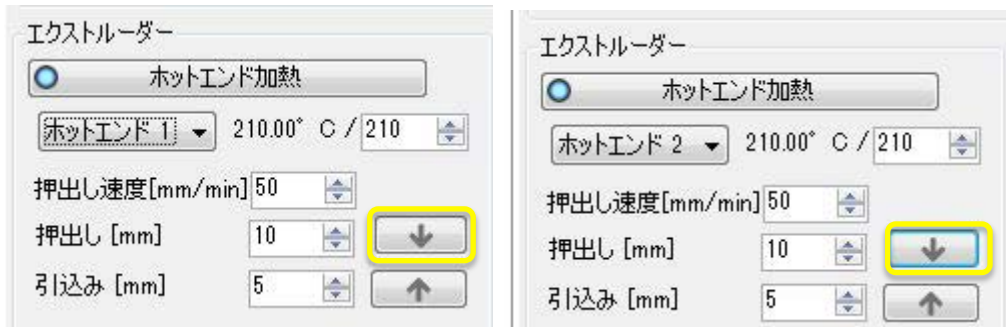 エクストルーダー
ホットエンド加熱
ホットエンド 1 210.00° C / 210
押出し速度[mm/min] 50
押出し [mm] 10
引込み [mm] 5
エクストルーダー
ホットエンド加熱
ホットエンド 2 210.00° C / 210
押出し速度[mm/min] 50
押出し [mm] 10
引込み [mm] 5